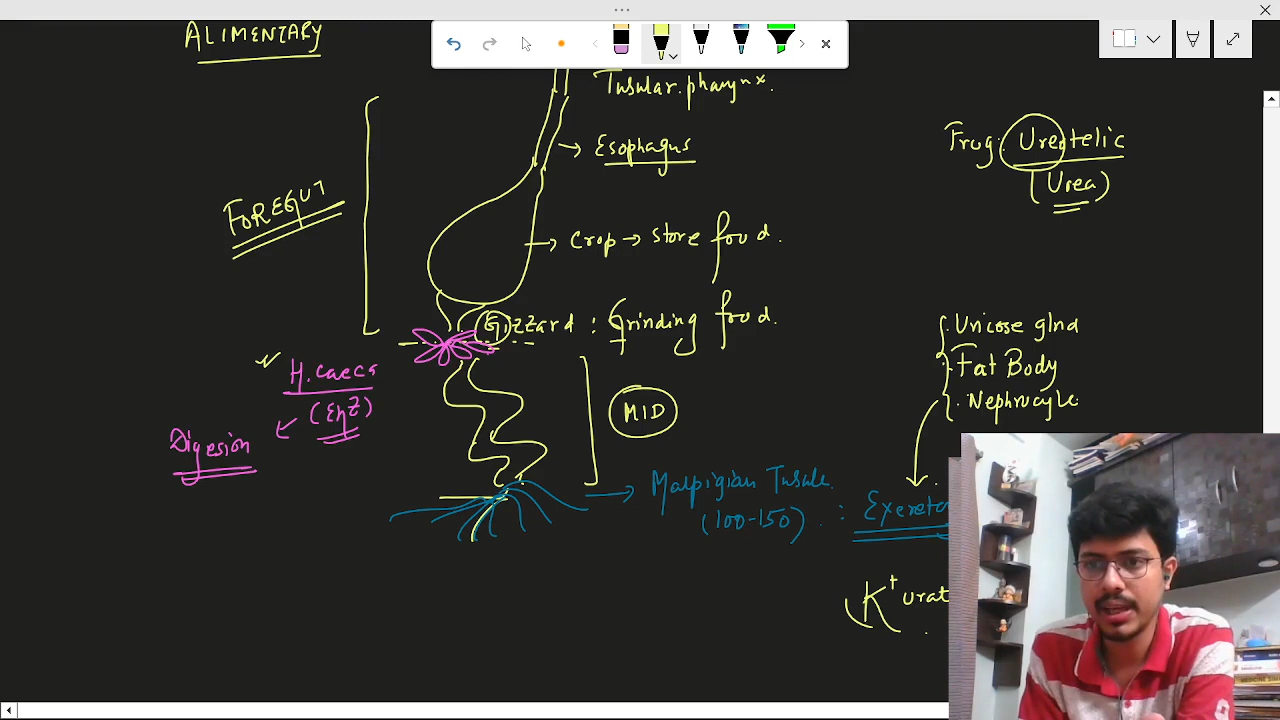 ALIMENTARY
Tubular.pharynx.
Esophagus
Crop → store food.
Gizzard : Grinding food.
FOREGUT
H.caeca
(Enz)
Digesion
MID
Malpigian Tubule.
(100-150) :
Frog: Ureotelic
(Urea)
Uricose glnd
Fat Body
Nephrocyte
K+ urat